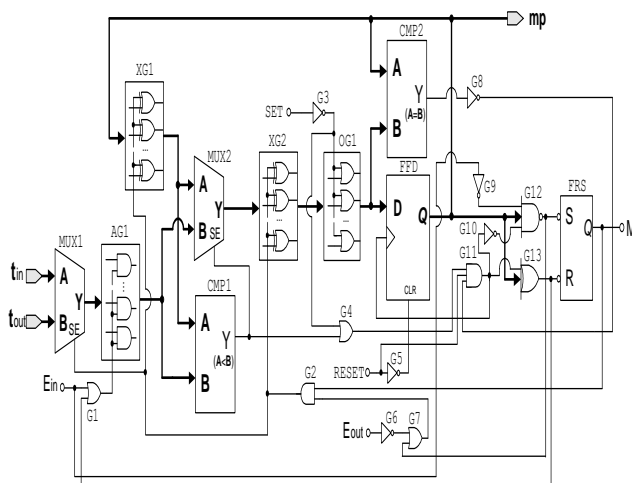 mp
CMP2
XG1
A
Y
(A=B)
B
G8
SET
G3
XG2
OG1
MUX2
A
Y
B
SE
FFD
D
Q
CLR
G9
G12
FRS
S
Q
R
G10
G11
G13
MUX1
AG1
tin
A
Y
tout
B
SE
CMP1
A
Y
(A<B)
B
G4
RESET
G5
G2
Ein
G1
Eout
G6
G7
...
...
...
...